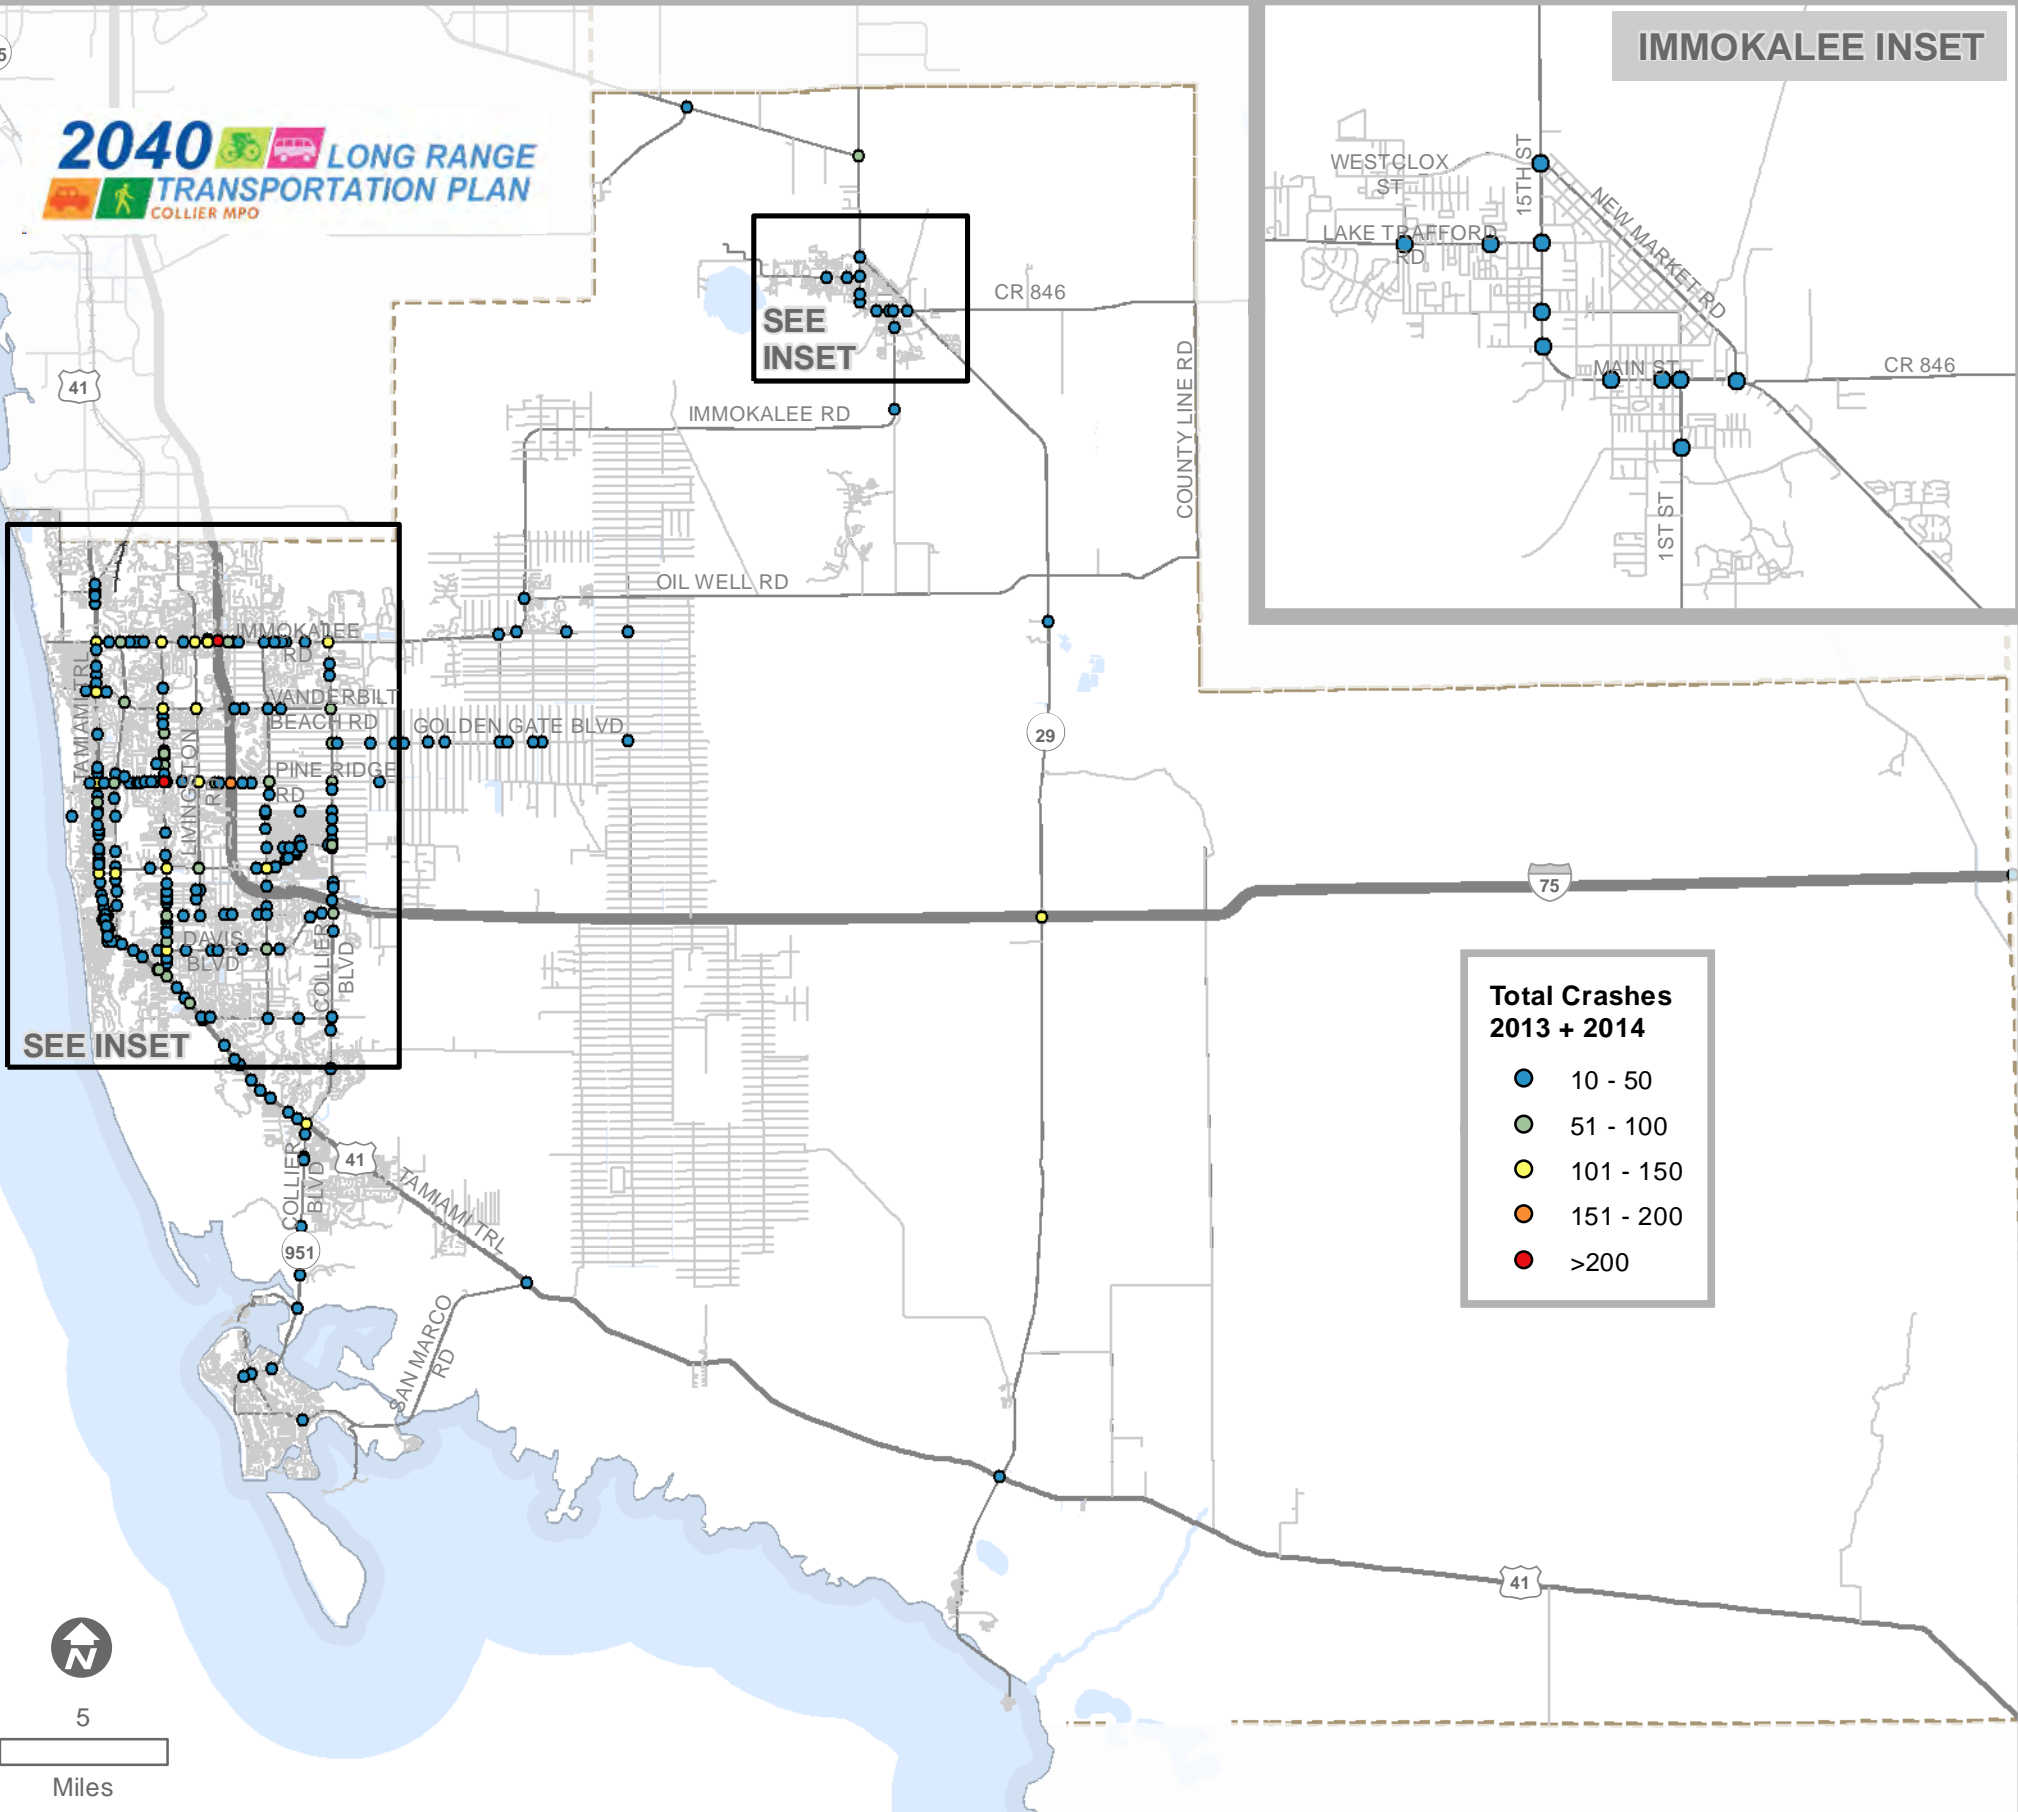 IMMOKALEE INSET
5
2040 LONG RANGE
TRANSPORTATION PLAN
COLLIER MPO
WESTCLOX
ST
15TH ST
NEW MARKET RD
LAKE TRAFFORD
RD
MAIN ST
CR 846
1ST ST
SEE
INSET
CR 846
COUNTY LINE RD
41
IMMOKALEE RD
OIL WELL RD
IMMOKALEE
RD
TAMIAMI TRL
VANDERBILT
BEACH RD
GOLDEN GATE BLVD
29
LIVINGSTON
RD
PINE RIDGE
RD
75
DAVIS
BLVD
COLLIER
BLVD
SEE INSET
Total Crashes
2013 + 2014
10 - 50
51 - 100
101 - 150
151 - 200
>200
41
COLLIER
BLVD
TAMIAMI TRL
951
SAN MARCO
RD
41
N
5
Miles